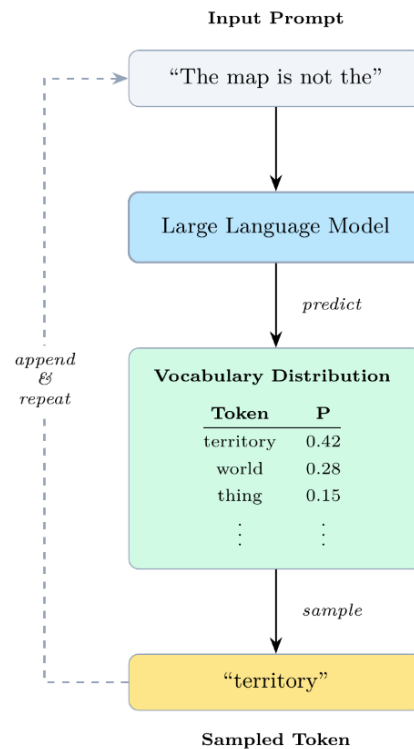 Input Prompt
“The map is not the”
Large Language Model
predict
append
&
repeat
Vocabulary Distribution
Token P
territory 0.42
world 0.28
thing 0.15
⋮ ⋮
sample
“territory”
Sampled Token